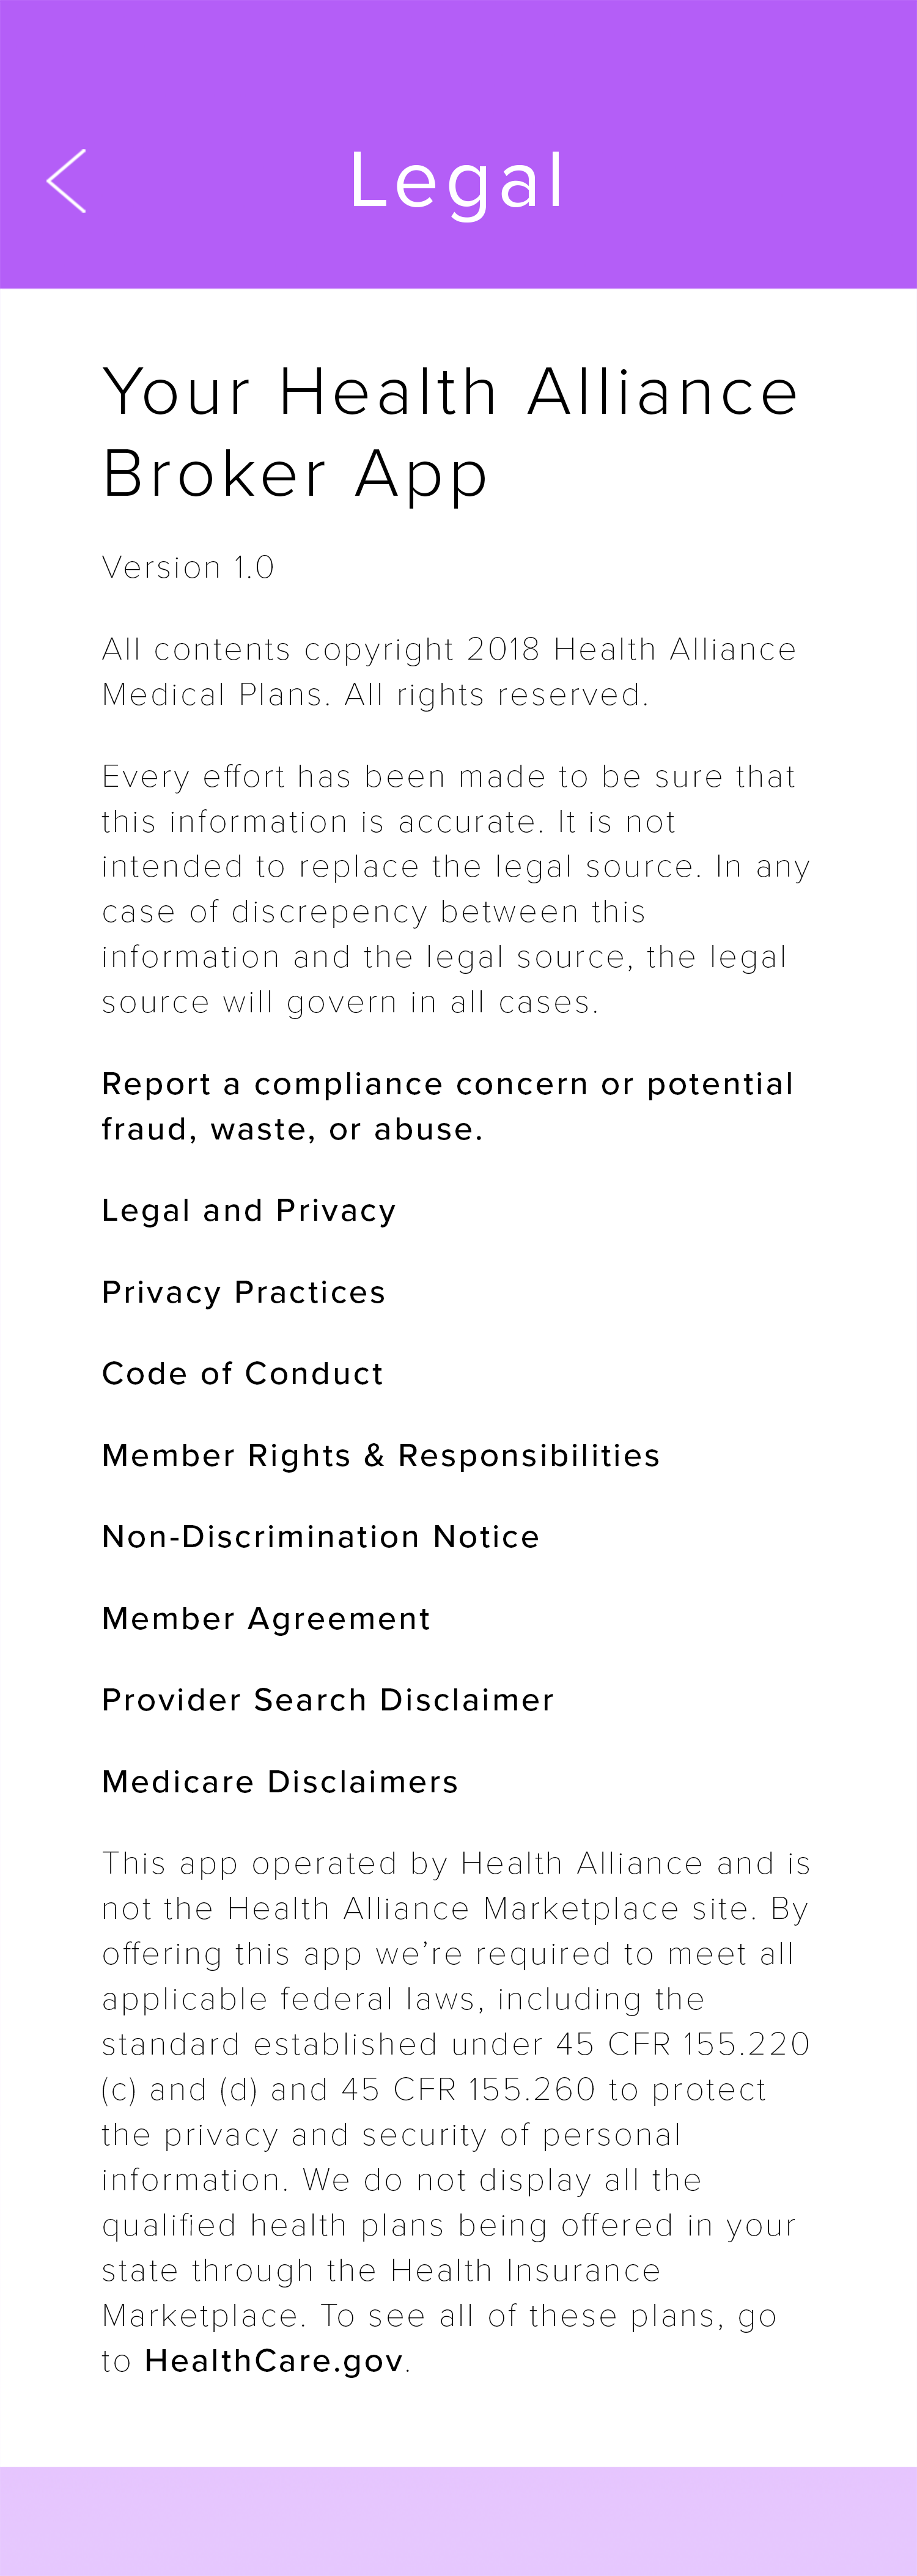 Legal
Your Health Alliance
Broker App
Version 1.0
All contents copyright 2018 Health Alliance
Medical Plans. All rights reserved.
Every effort has been made to be sure that
this information is accurate. It is not
intended to replace the legal source. In any
case of discrepency between this
information and the legal source, the legal
source will govern in all cases.
Report a compliance concern or potential
fraud, waste, or abuse.
Legal and Privacy
Privacy Practices
Code of Conduct
Member Rights & Responsibilities
Non-Discrimination Notice
Member Agreement
Provider Search Disclaimer
Medicare Disclaimers
This app operated by Health Alliance and is
not the Health Alliance Marketplace site. By
offering this app we’re required to meet all
applicable federal laws, including the
standard established under 45 CFR 155.220
(c) and (d) and 45 CFR 155.260 to protect
the privacy and security of personal
information. We do not display all the
qualified health plans being offered in your
state through the Health Insurance
Marketplace. To see all of these plans, go
to HealthCare.gov.